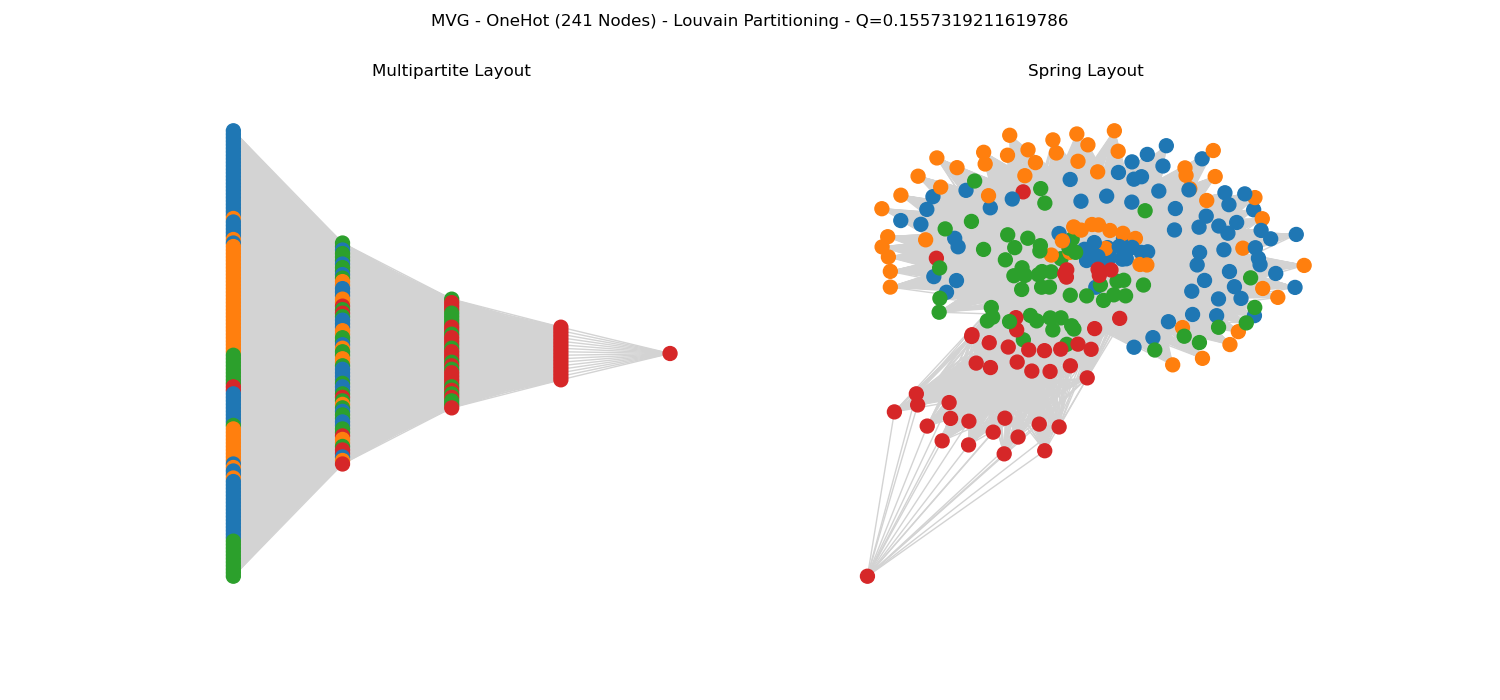 MVG - OneHot (241 Nodes) - Louvain Partitioning - Q=0.1557319211619786
Multipartite Layout
Spring Layout